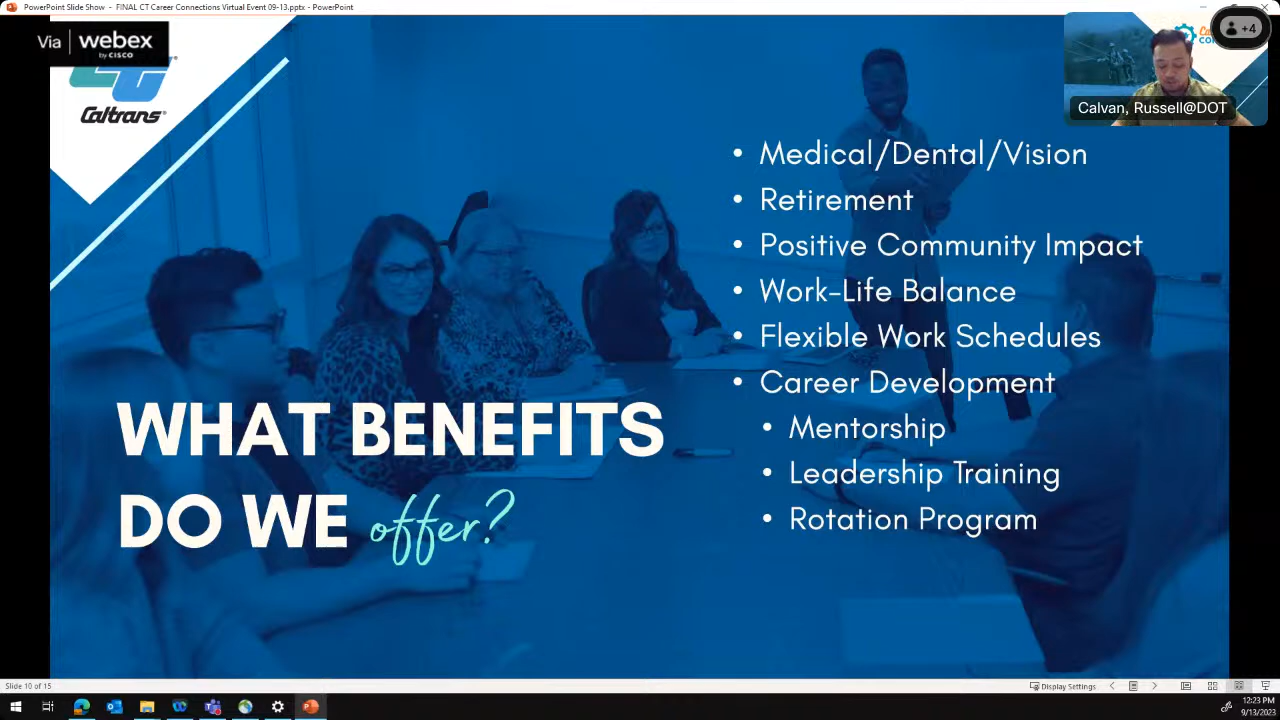 PowerPoint Slide Show - FINAL CT Career Connections Virtual Event 09-13.pptx - PowerPoint
Via webex
by CISCO
Caltrans
+4
Calvan, Russell@DOT
• Medical/Dental/Vision
• Retirement
• Positive Community Impact
• Work-Life Balance
• Flexible Work Schedules
• Career Development
• Mentorship
• Leadership Training
• Rotation Program
WHAT BENEFITS
DO WE offer?
Slide 10 of 15
Display Settings
12:23 PM
9/13/2023